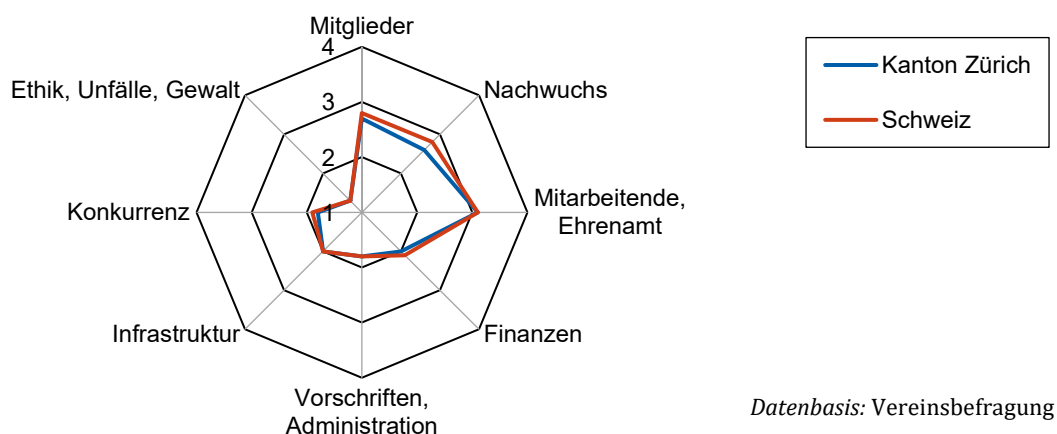 Mitglieder
4
Ethik, Unfälle, Gewalt
Nachwuchs
3
2
Konkurrenz
1
Mitarbeitende,
Ehrenamt
Infrastruktur
Finanzen
Vorschriften,
Administration
Kanton Zürich
Schweiz
Datenbasis: Vereinsbefragung